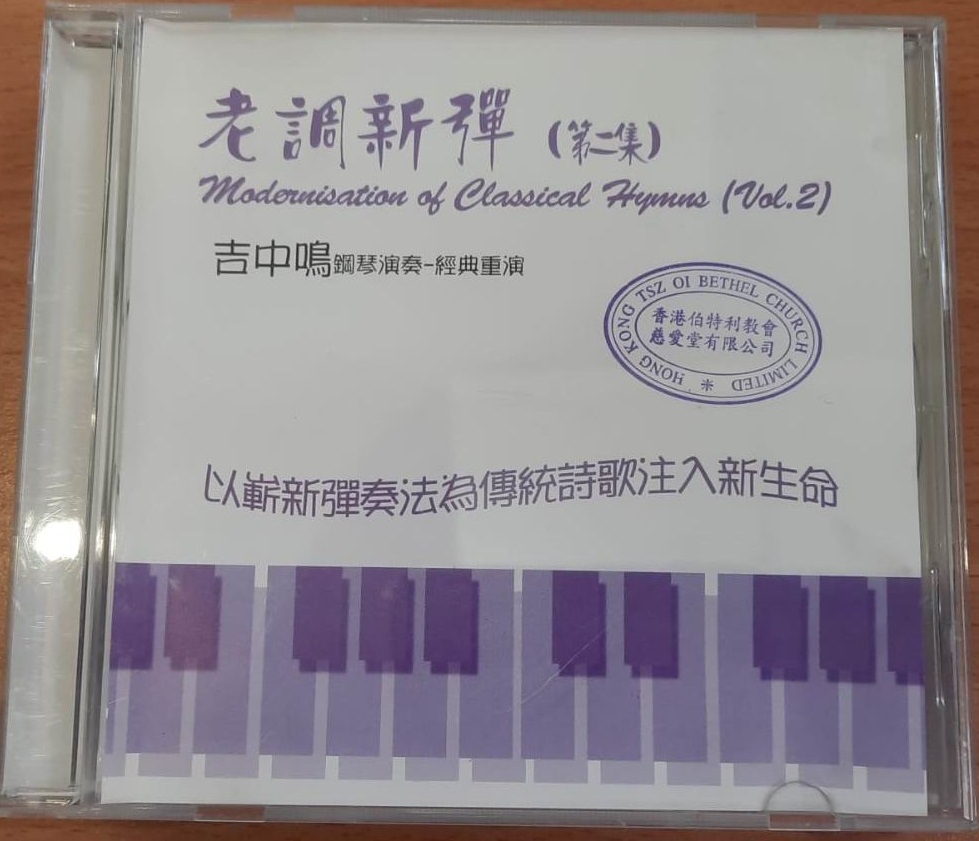 老調新彈(第二集)
Modernisation of Classical Hymns (Vol.2)
吉中鳴鋼琴演奏-經典重演
HONG KONG TSZ OI BETHEL CHURCH LIMITED
香港伯特利教會
慈愛堂有限公司
*
以嶄新彈奏法為傳統詩歌注入新生命